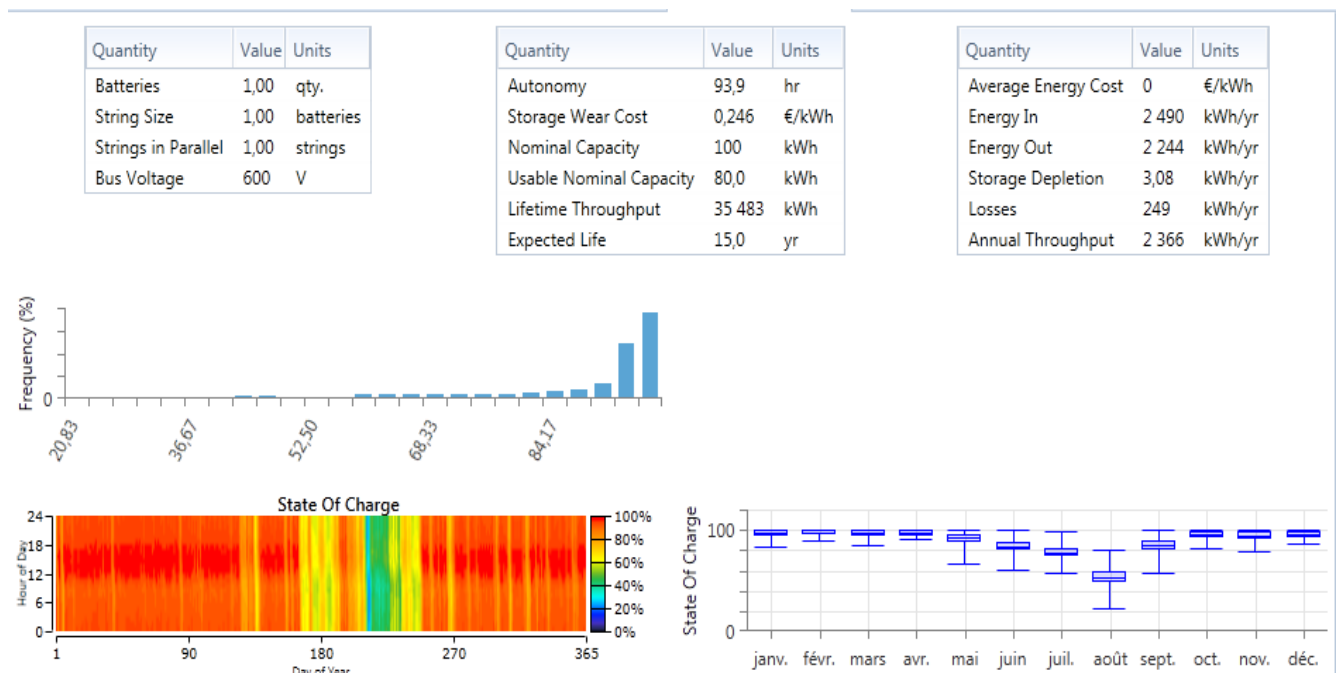 Quantity Value Units
Batteries 1,00 qty.
String Size 1,00 batteries
Strings in Parallel 1,00 strings
Bus Voltage 600 V
Quantity Value Units
Autonomy 93,9 hr
Storage Wear Cost 0,246 €/kWh
Nominal Capacity 100 kWh
Usable Nominal Capacity 80,0 kWh
Lifetime Throughput 35 483 kWh
Expected Life 15,0 yr
Quantity Value Units
Average Energy Cost 0 €/kWh
Energy In 2 490 kWh/yr
Energy Out 2 244 kWh/yr
Storage Depletion 3,08 kWh/yr
Losses 249 kWh/yr
Annual Throughput 2 366 kWh/yr
Frequency (%)
0
20,83 36,67 52,50 68,33 84,17
State Of Charge
Hour of Day
24
18
12
6
0
1 90 180 270 365
Day of Year
100%
80%
60%
40%
20%
0%
State Of Charge
100
0
janv. févr. mars avr. mai juin juil. août sept. oct. nov. déc.